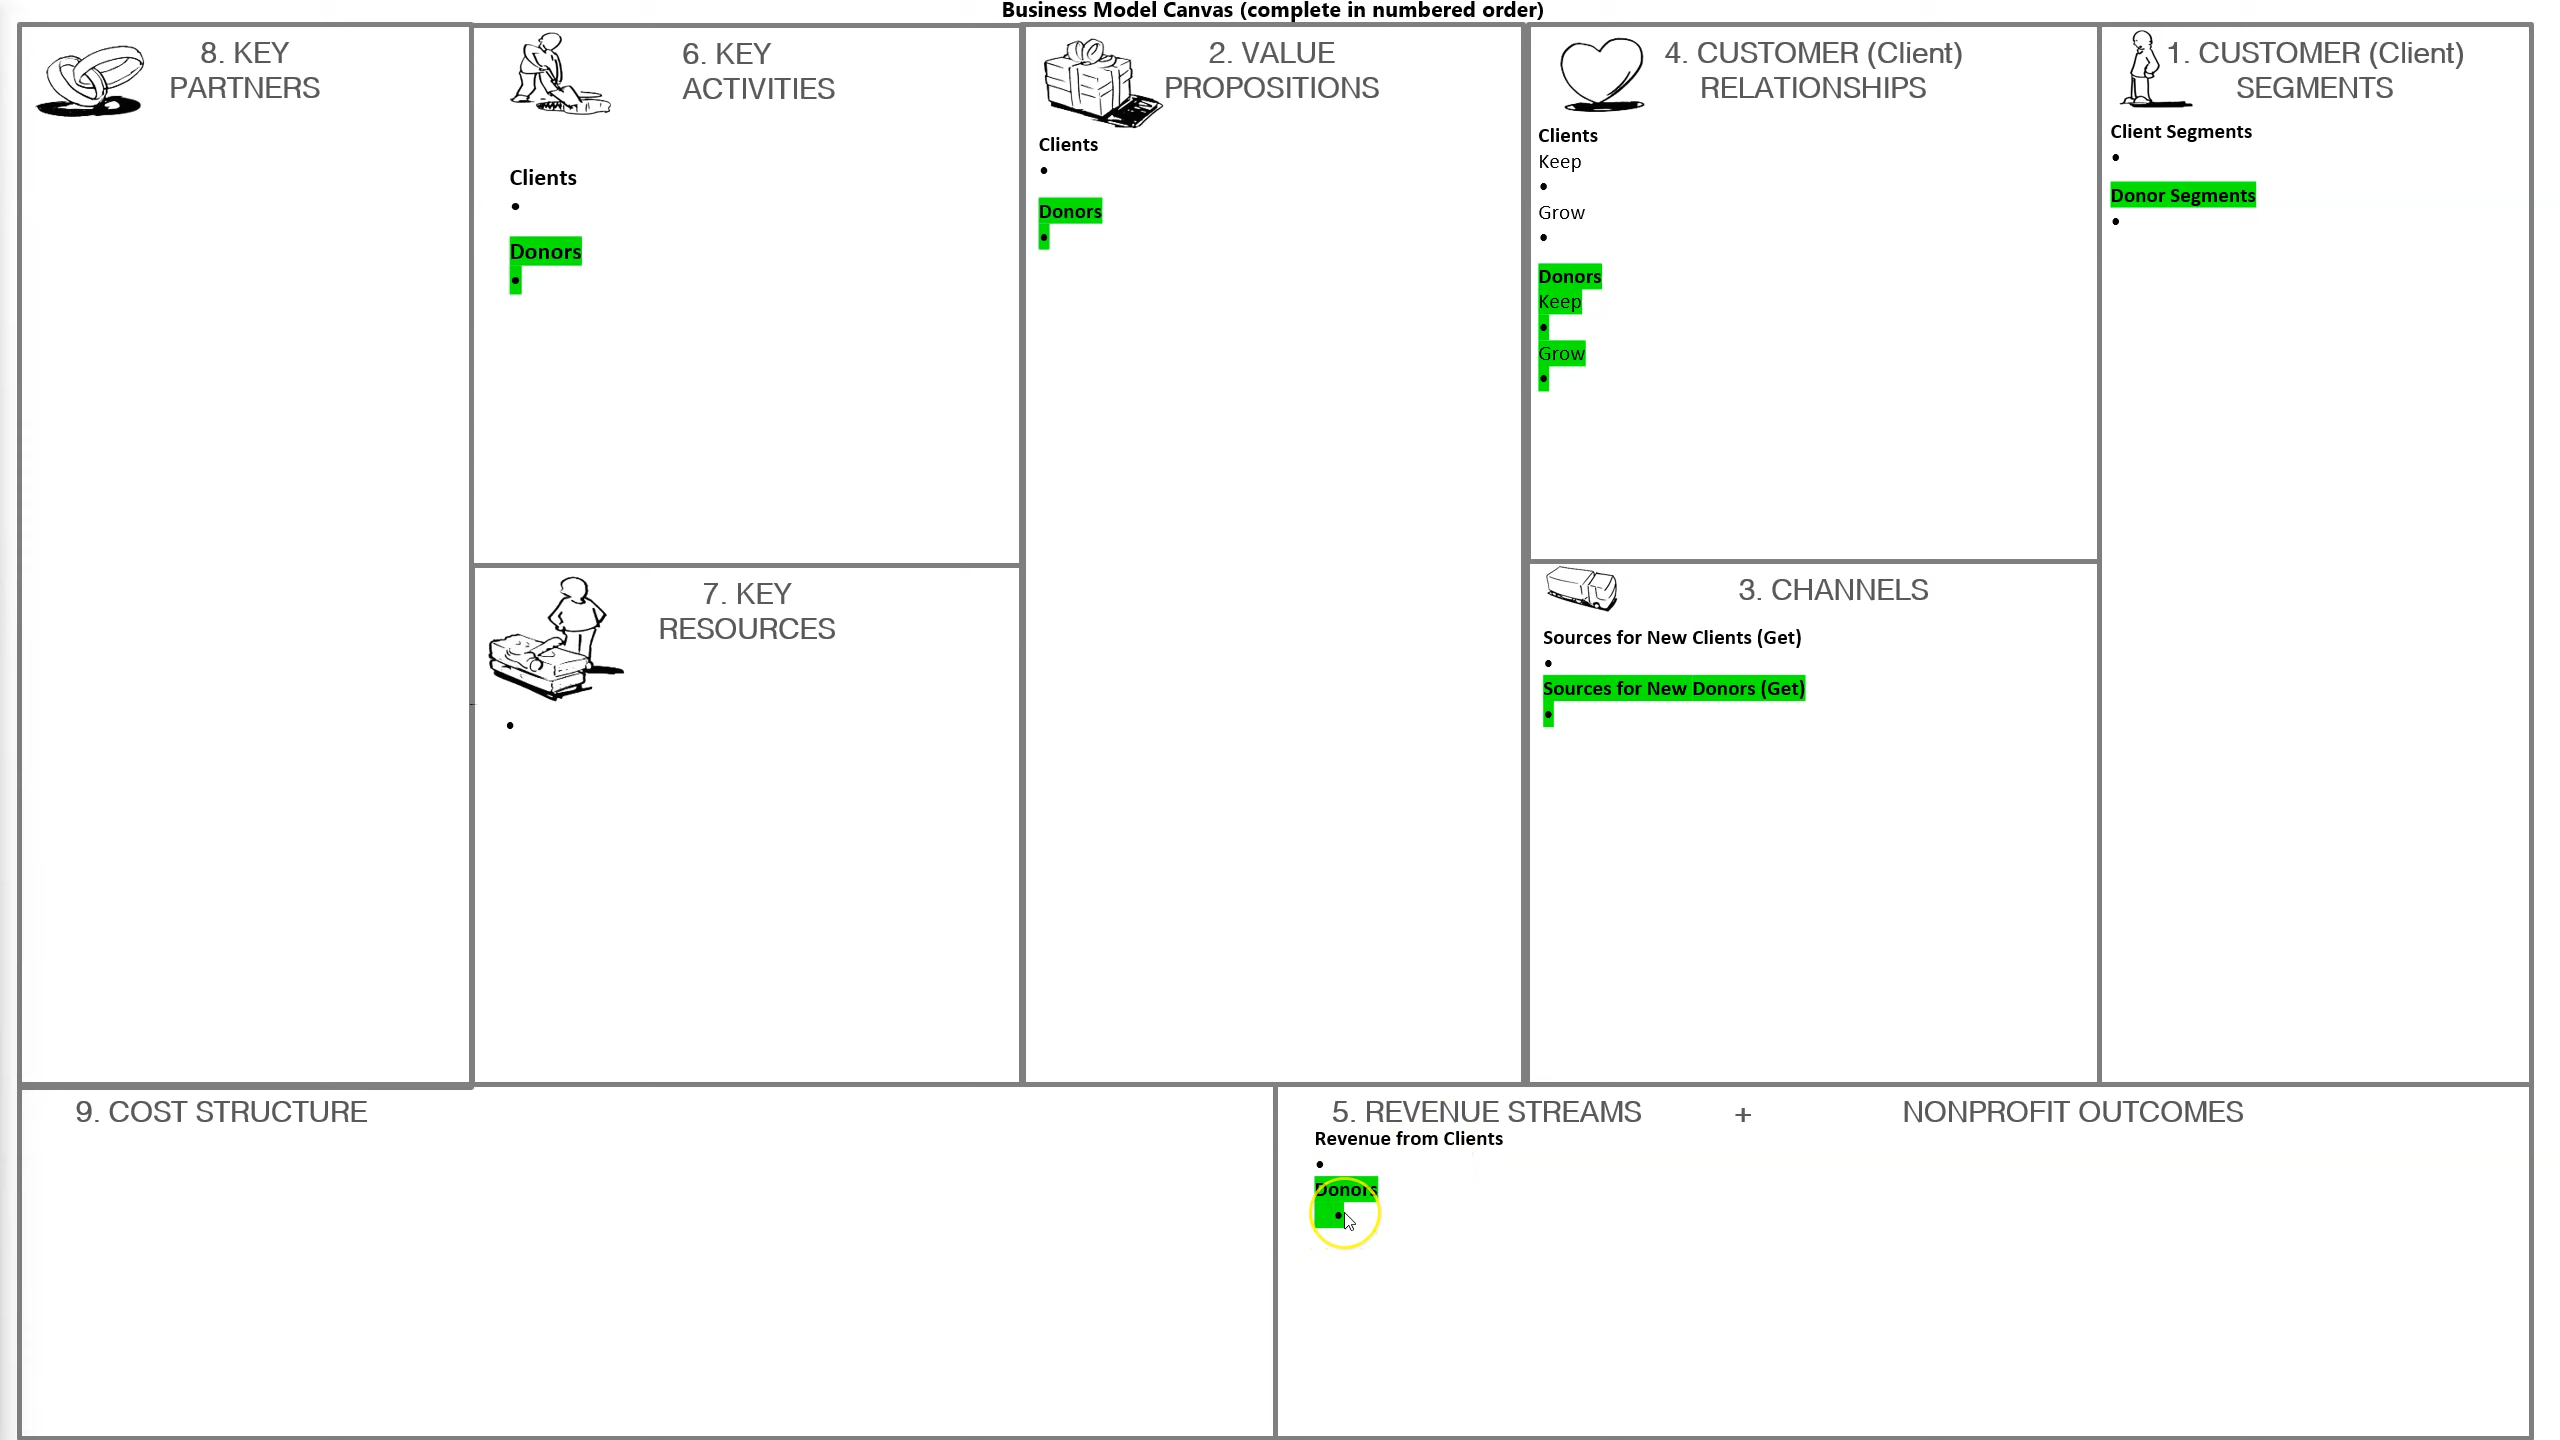 Business Model Canvas (complete in numbered order)
8. KEY
PARTNERS
6. KEY
ACTIVITIES
Clients
•
Donors
•
7. KEY
RESOURCES
•
2. VALUE
PROPOSITIONS
Clients
•
Donors
•
4. CUSTOMER (Client)
RELATIONSHIPS
Clients
Keep
•
Grow
•
Donors
Keep
•
Grow
•
3. CHANNELS
Sources for New Clients (Get)
•
Sources for New Donors (Get)
•
1. CUSTOMER (Client)
SEGMENTS
Client Segments
•
Donor Segments
•
9. COST STRUCTURE
5. REVENUE STREAMS + NONPROFIT OUTCOMES
Revenue from Clients
•
Donors
•